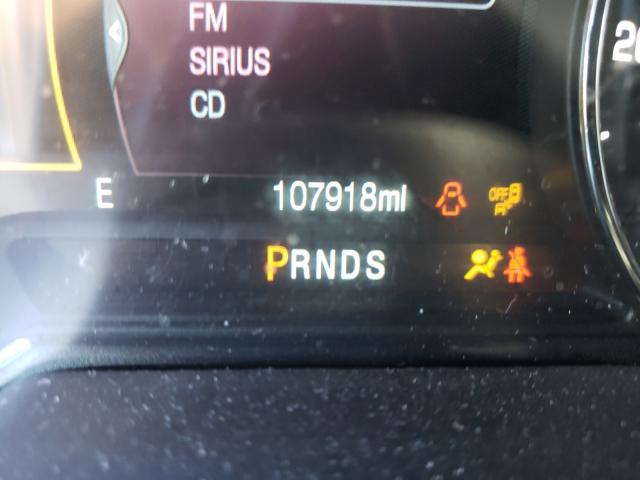 FM
SIRIUS
CD
E 107918mi OFF
PRNDS